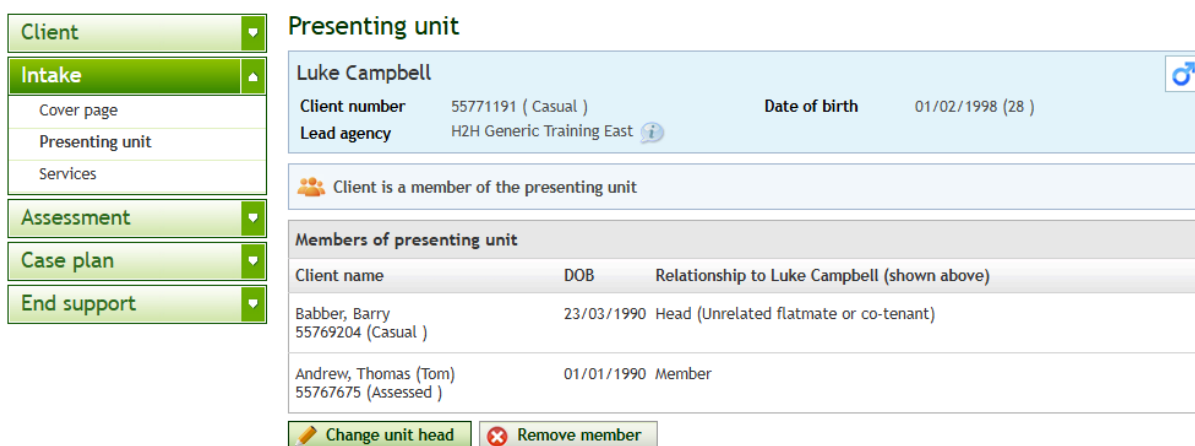 Client
Intake
Cover page
Presenting unit
Services
Assessment
Case plan
End support
Presenting unit
Luke Campbell
Client number 55771191 ( Casual ) Date of birth 01/02/1998 (28 )
Lead agency H2H Generic Training East
Client is a member of the presenting unit
Members of presenting unit
Client name DOB Relationship to Luke Campbell (shown above)
Babber, Barry 23/03/1990 Head (Unrelated flatmate or co-tenant)
55769204 (Casual )
Andrew, Thomas (Tom) 01/01/1990 Member
55767675 (Assessed )
Change unit head Remove member